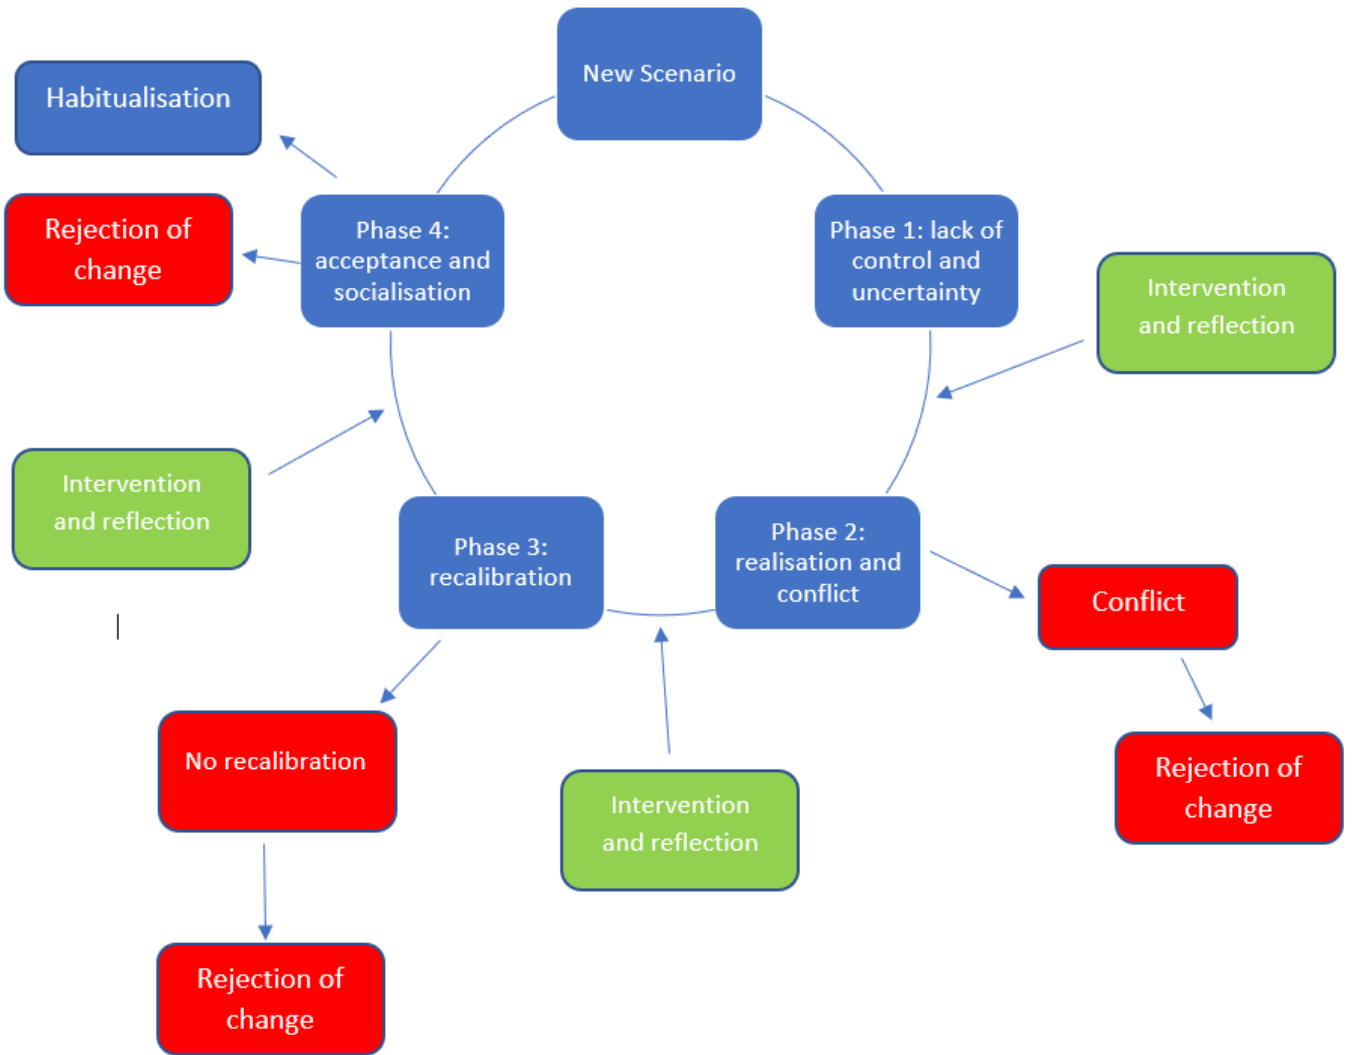 New Scenario
Habitualisation
Rejection of
change
Phase 4:
acceptance and
socialisation
Phase 1: lack of
control and
uncertainty
Intervention
and reflection
Intervention
and reflection
Phase 3:
recalibration
Phase 2:
realisation and
conflict
Conflict
No recalibration
Intervention
and reflection
Rejection of
change
Rejection of
change